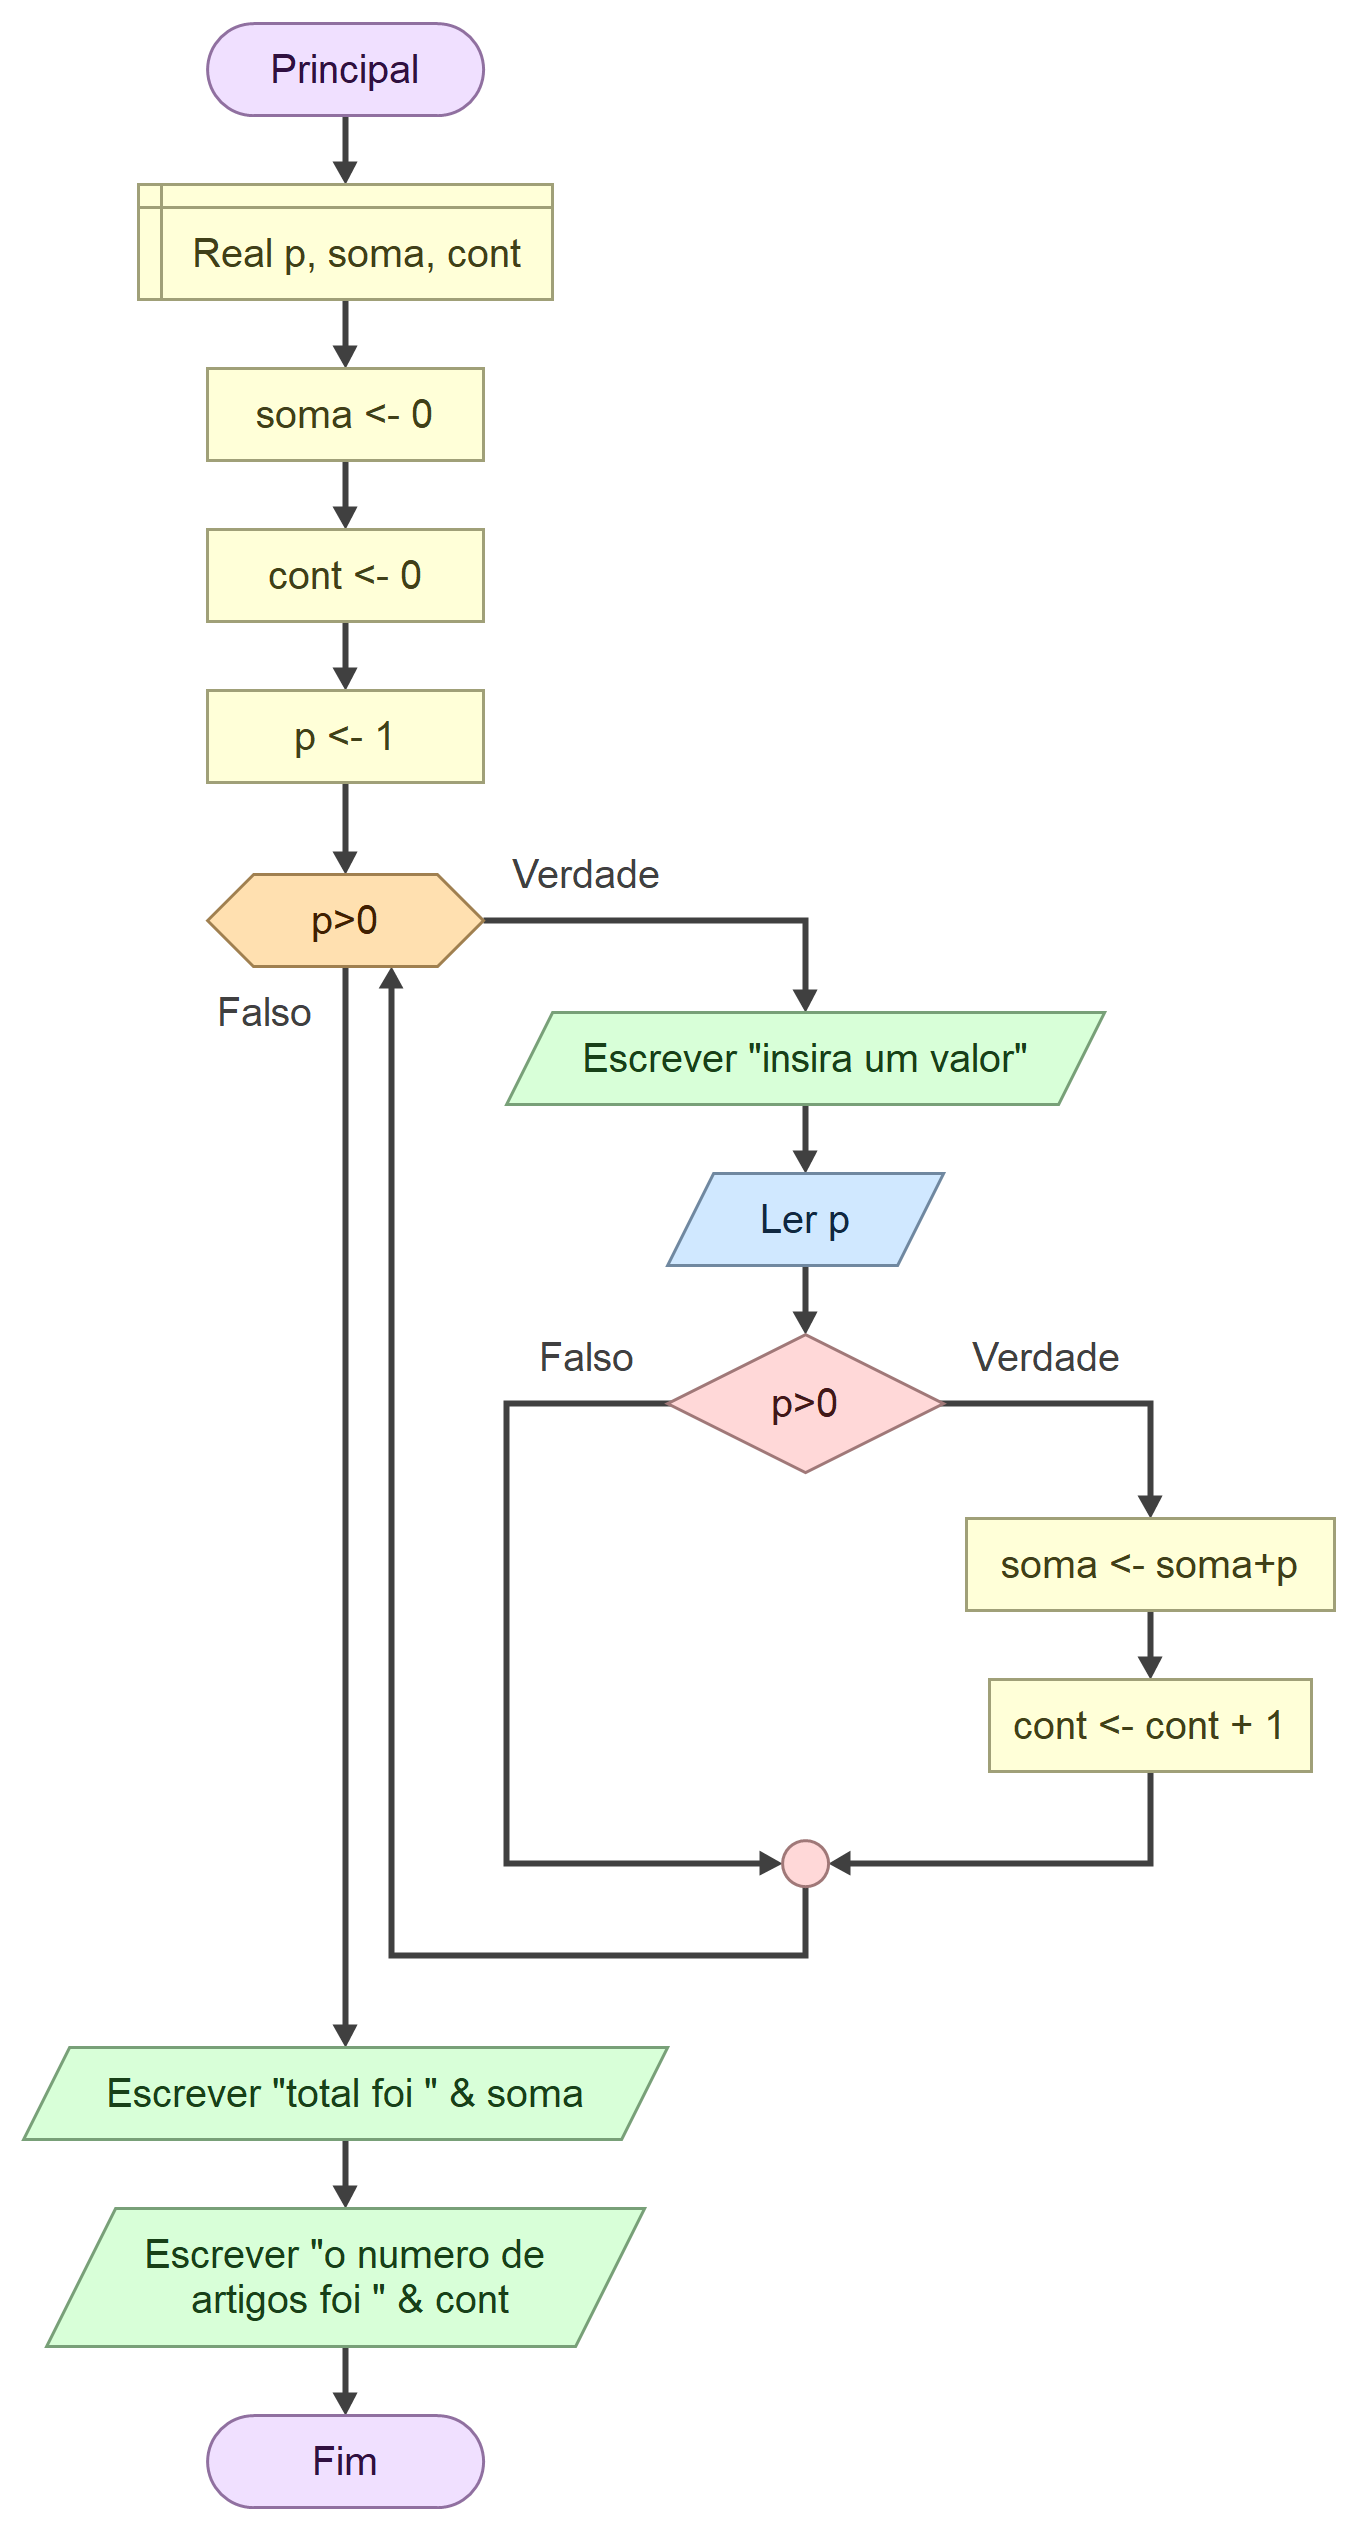 Principal
Real p, soma, cont
soma <- 0
cont <- 0
p <- 1
p>0
Verdade
Falso
Escrever "insira um valor"
Ler p
p>0
Falso
Verdade
soma <- soma+p
cont <- cont + 1
Escrever "total foi " & soma
Escrever "o numero de
artigos foi " & cont
Fim